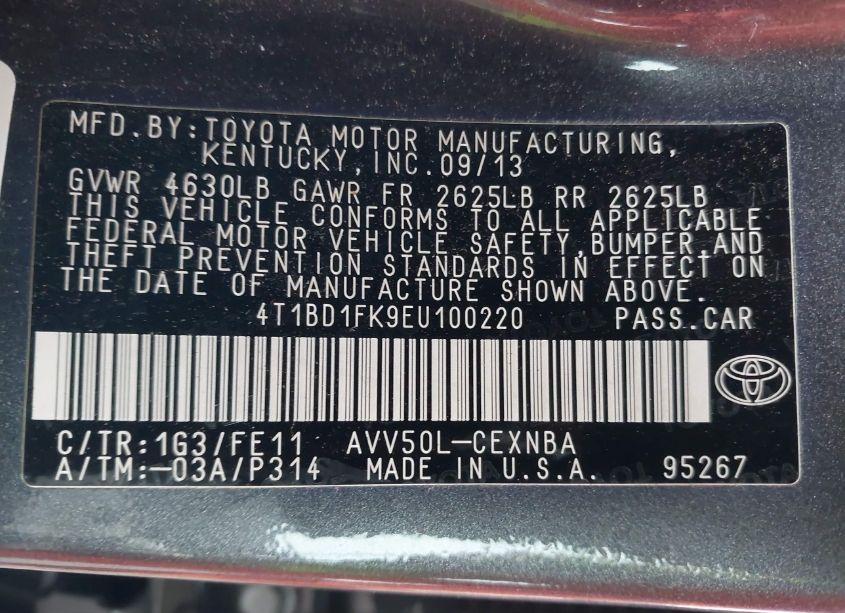 MFD.BY:TOYOTA MOTOR MANUFACTURING,
KENTUCKY,INC.09/13
GVWR 4630LB GAWR FR 2625LB RR 2625LB
THIS VEHICLE CONFORMS TO ALL APPLICABLE
FEDERAL MOTOR VEHICLE SAFETY,BUMPER,AND
THEFT PREVENTION STANDARDS IN EFFECT ON
THE DATE OF MANUFACTURE SHOWN ABOVE.
4T1BD1FK9EU100220 PASS.CAR
C/TR:1G3/FE11 AVV50L-CEXNBA
A/TM:-03A/P314 MADE IN U.S.A. 95267